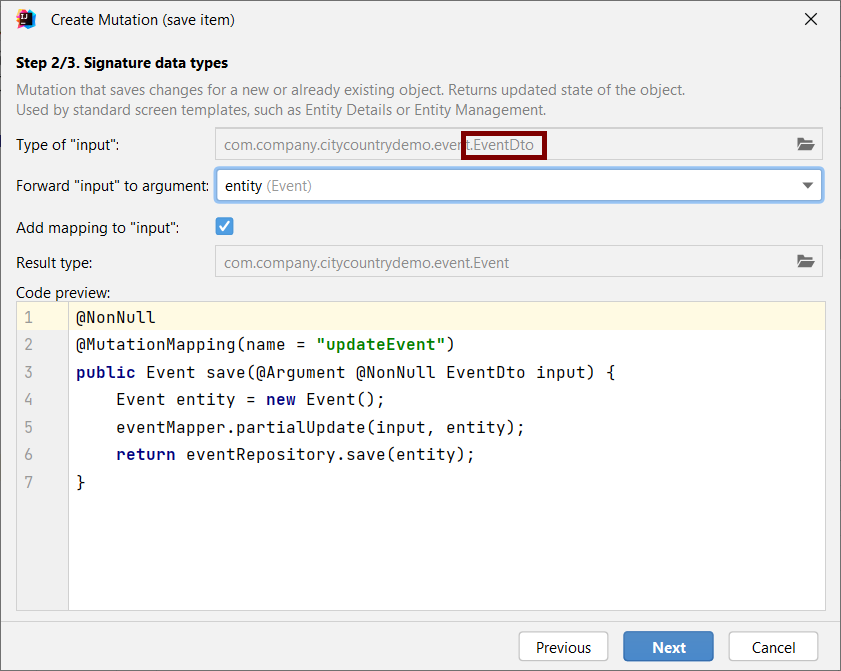 Create Mutation (save item)
Step 2/3. Signature data types
Mutation that saves changes for a new or already existing object. Returns updated state of the object.
Used by standard screen templates, such as Entity Details or Entity Management.
Type of "input": com.company.citycountrydemo.event.EventDto
Forward "input" to argument: entity (Event)
Add mapping to "input":
Result type: com.company.citycountrydemo.event.Event
Code preview:
1 @NonNull
2 @MutationMapping(name = "updateEvent")
3 public Event save(@Argument @NonNull EventDto input) {
4     Event entity = new Event();
5     eventMapper.partialUpdate(input, entity);
6     return eventRepository.save(entity);
7 }
Previous Next Cancel